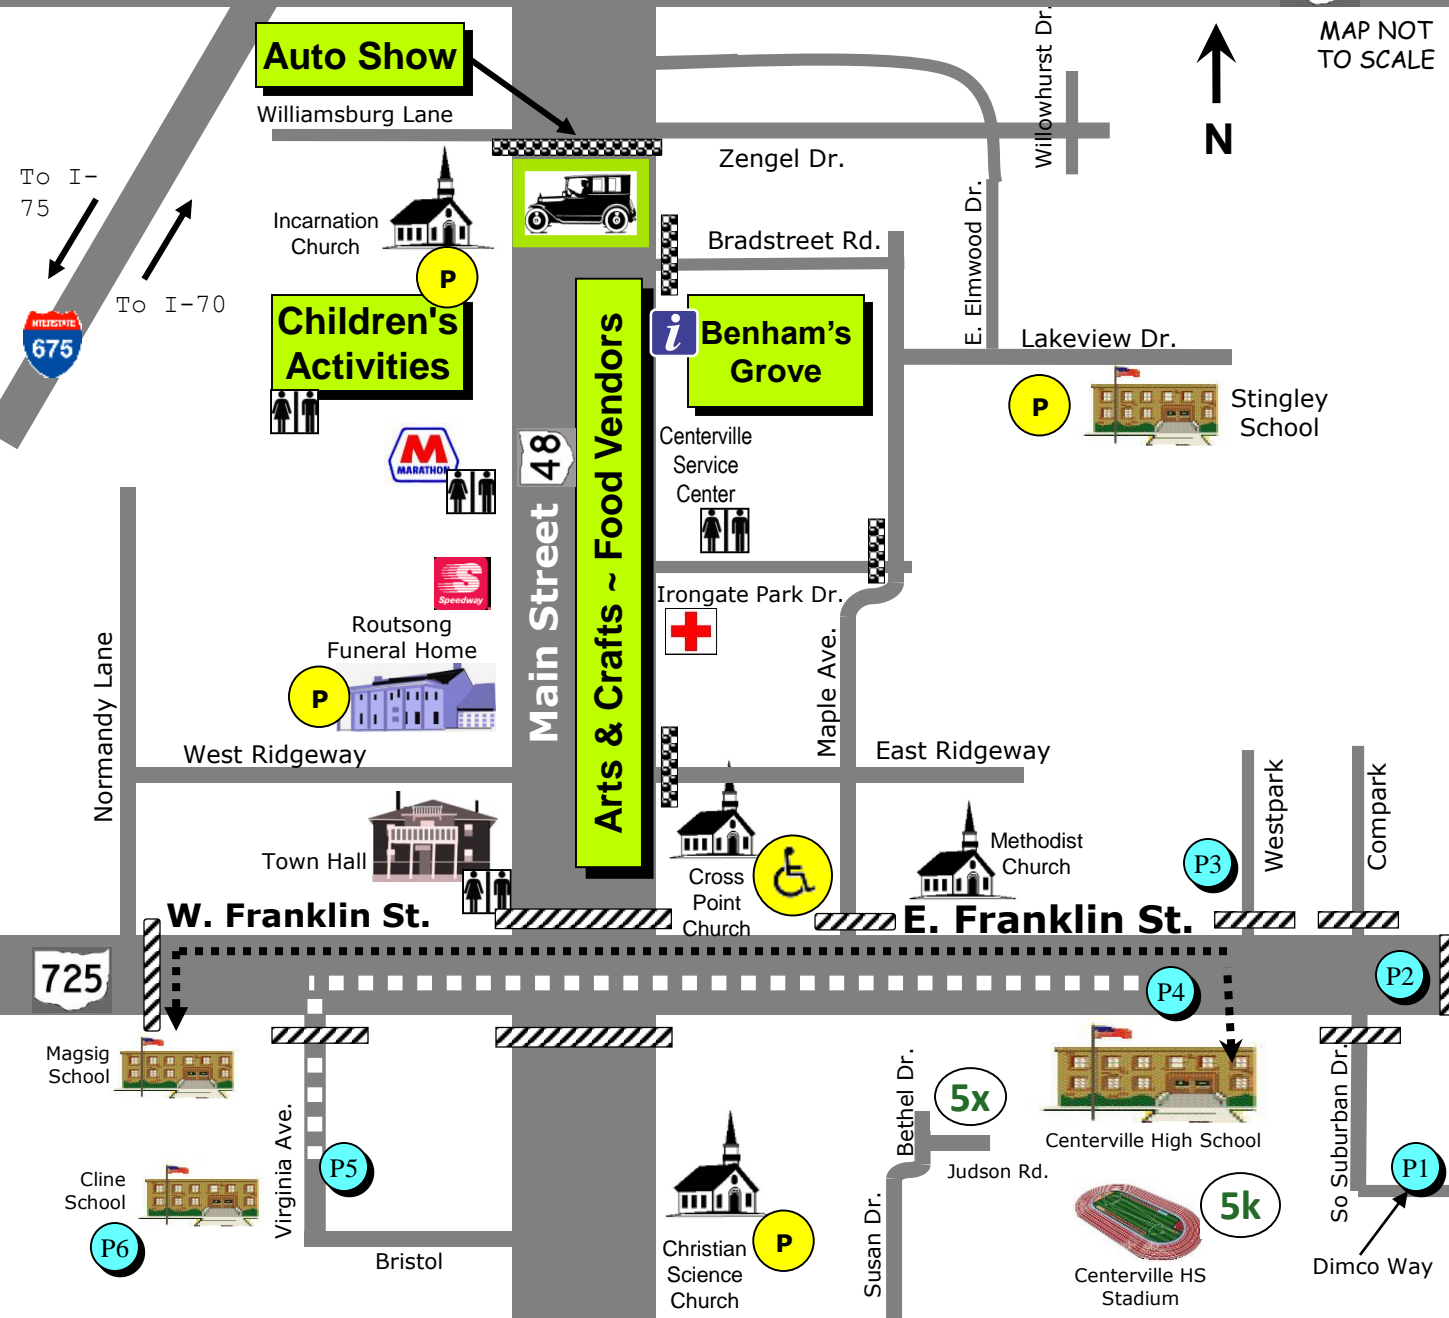 MAP NOT
TO SCALE
N
Auto Show
Williamsburg Lane
Zengel Dr.
Willowhurst Dr.
To I-
75
To I-70
INTERSTATE
675
Incarnation
Church
P
Bradstreet Rd.
E. Elmwood Dr.
Children's
Activities
i
Benham’s
Grove
Lakeview Dr.
P
Stingley
School
MARATHON
48
Main Street
Arts & Crafts ~ Food Vendors
Centerville
Service
Center
Speedway
Irongate Park Dr.
Routsong
Funeral Home
P
Normandy Lane
Maple Ave.
West Ridgeway
East Ridgeway
Town Hall
Cross
Point
Church
Methodist
Church
P3
Westpark
Compark
W. Franklin St.
E. Franklin St.
725
P4
P2
Magsig
School
Virginia Ave.
Cline
School
P5
P6
Bristol
Christian
Science
Church
P
Bethel Dr.
5x
Judson Rd.
Susan Dr.
Centerville High School
5k
Centerville HS
Stadium
So Suburban Dr.
P1
Dimco Way